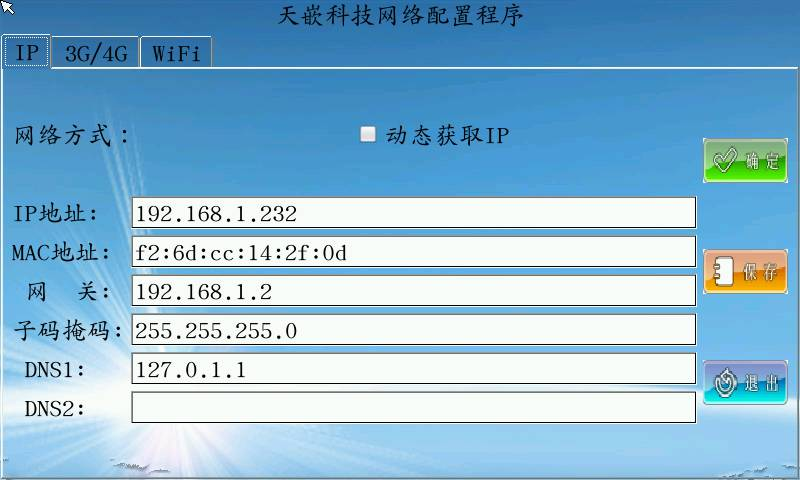 天嵌科技网络配置程序
IP 3G/4G WiFi
网络方式： 动态获取IP
确定
IP地址： 192.168.1.232
MAC地址： f2:6d:cc:14:2f:0d
保存
网 关： 192.168.1.2
子码掩码： 255.255.255.0
DNS1： 127.0.1.1
退出
DNS2：